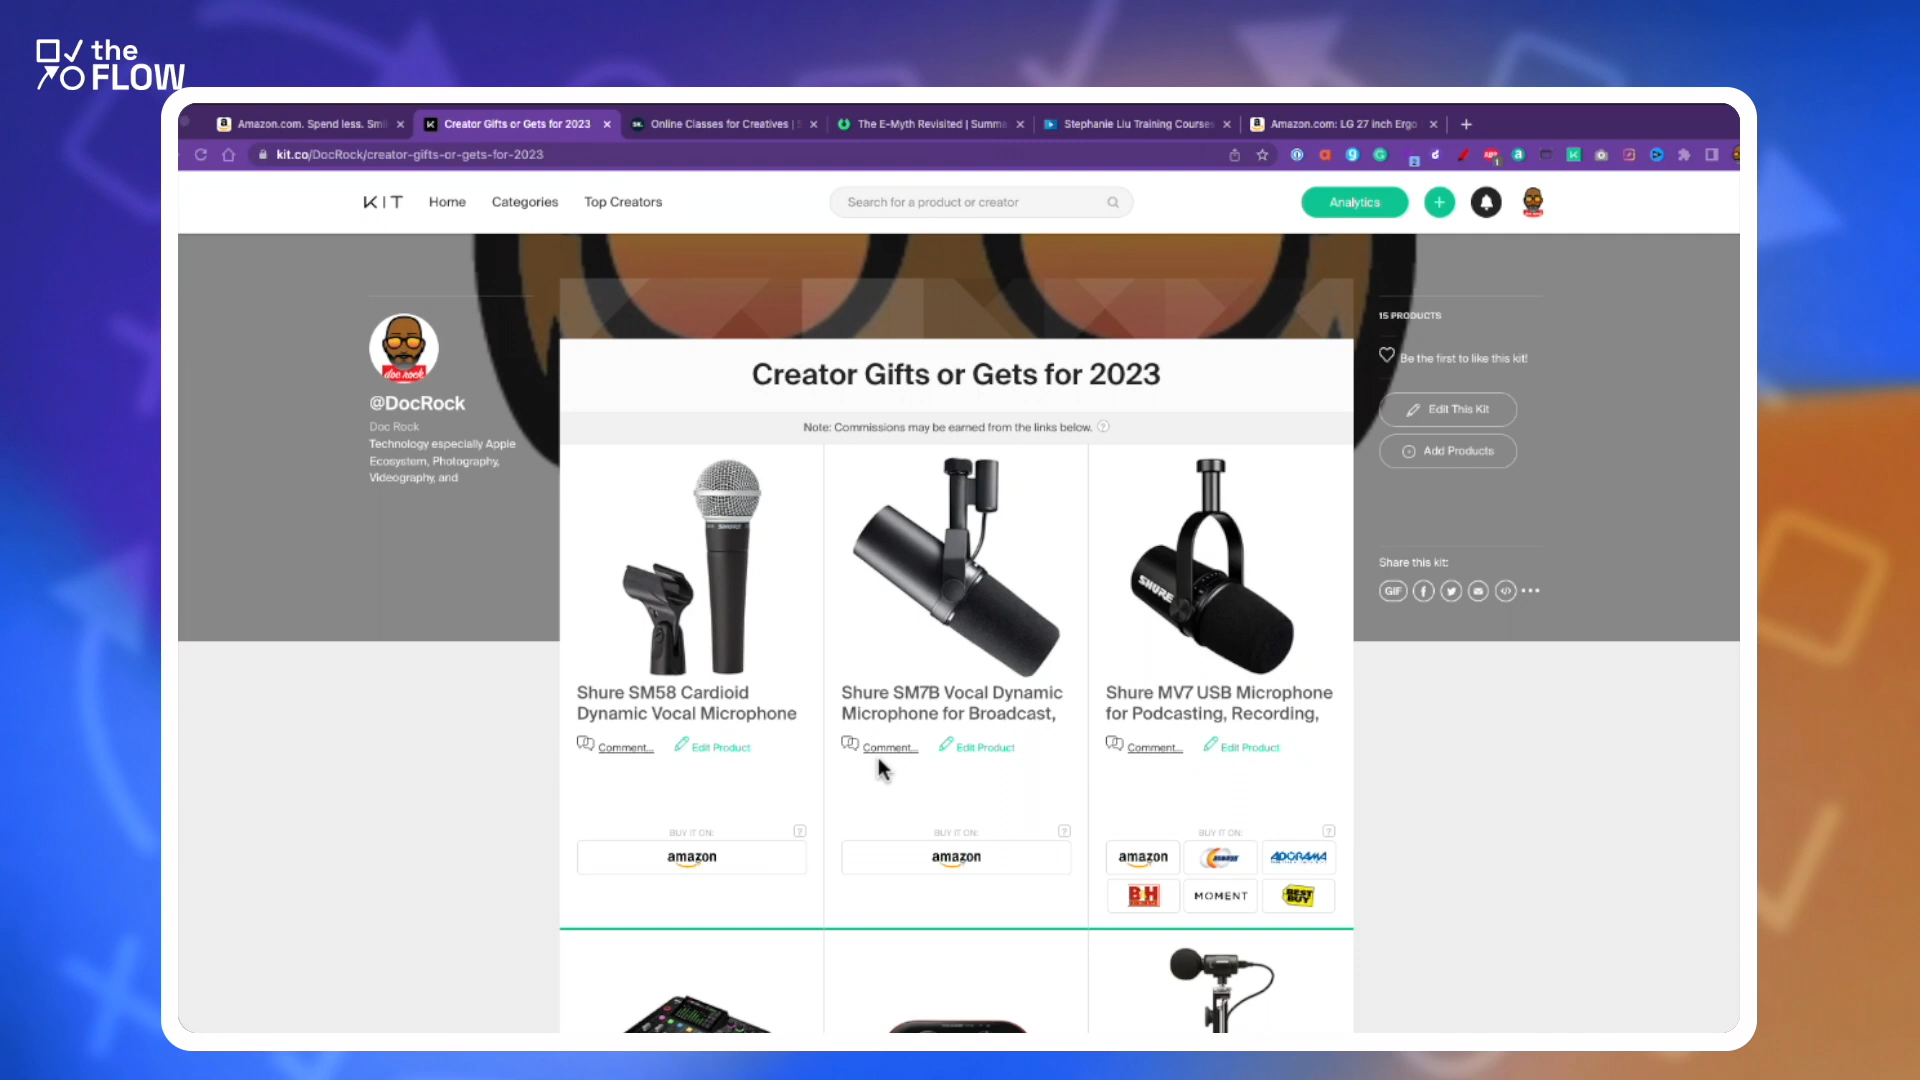 the
FLOW
Amazon.com. Spend less. Smil
Creator Gifts or Gets for 2023
Online Classes for Creatives |
The E-Myth Revisited | Summa
Stephanie Liu Training Courses
Amazon.com: LG 27 inch Ergo
kit.co/DocRock/creator-gifts-or-gets-for-2023
KIT
Home
Categories
Top Creators
Search for a product or creator
Analytics
doc rock
@DocRock
Doc Rock
Technology especially Apple
Ecosystem, Photography,
Videography, and
Creator Gifts or Gets for 2023
Note: Commissions may be earned from the links below.
15 PRODUCTS
Be the first to like this kit!
Edit This Kit
Add Products
Share this kit:
GIF
SHURE
SHURE
Shure SM58 Cardioid
Dynamic Vocal Microphone
Comment...
Edit Product
BUY IT ON:
amazon
Shure SM7B Vocal Dynamic
Microphone for Broadcast,
Comment...
Edit Product
BUY IT ON:
amazon
Shure MV7 USB Microphone
for Podcasting, Recording,
Comment...
Edit Product
BUY IT ON:
amazon
ADORAMA
B&H
MOMENT
BEST BUY